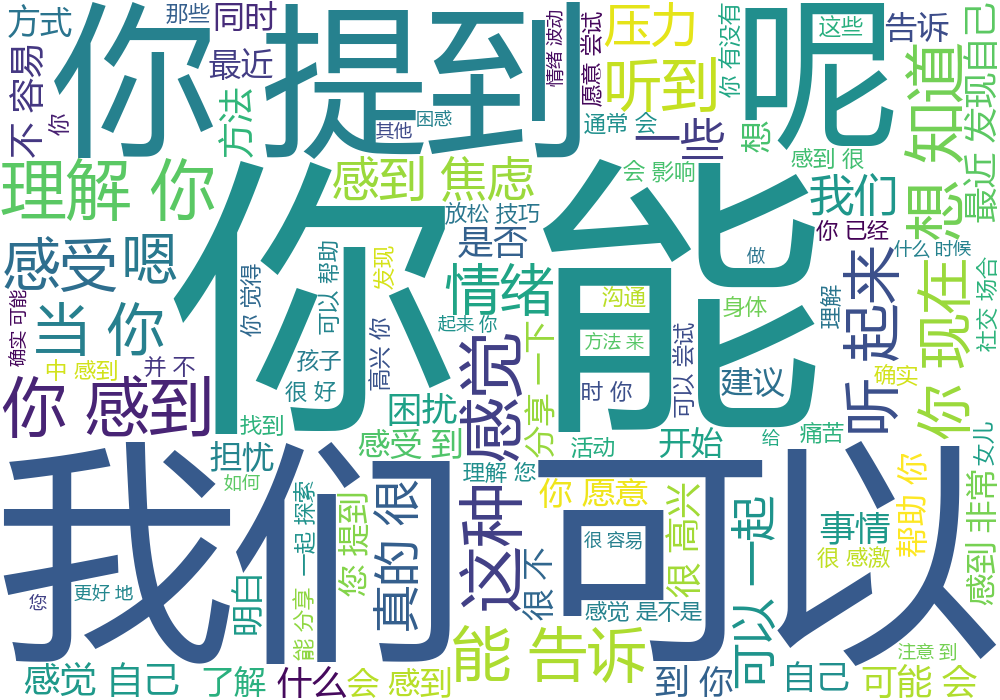 方式
那些
同时
你 提到
呢
压力
这些
告诉
不 容易
你
最近
方法
其他
困惑
情绪 波动
愿意 尝试
听到
通常 会
一些
你 有没有
想
感到 很
想 知道
最近 发现自己
理解 你
感到 焦虑
会 影响
我们
你 能
放松 技巧
是否
你 已经
什么 时候
感受
嗯
情绪
做
发现
可以 帮助
你 觉得
沟通
身体
理解
听 起来
你 现在
社交 场合
确实 可能
当 你
起来 你
高兴 你
方法 来
可以 尝试
中 感到
并 不
孩子
很 好
感觉
分享 一下
时 你
建议
确实
你 感到
困扰
找到
感受 到
担忧
开始
活动
给
痛苦
女儿
我们 可以
如何
理解 您
你 愿意
一起 探索
您 提到
真的 很
这种
很 不
很 高兴
可以 一起
很 容易
事情
帮助 你
很 感激
感到 非常
更好 地
您
明白
能 分享
感觉 是不是
能 告诉
注意 到
感觉 自己
了解
什么
会 感到
到 你
自己
可能 会